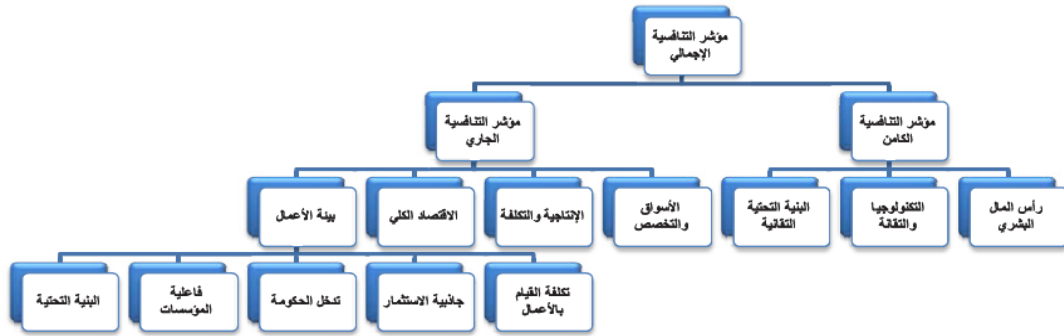 مؤشر التنافسية
الإجمالي
مؤشر التنافسية
الكامن
مؤشر التنافسية
الجاري
رأس المال
البشري
التكنولوجيا
والتقانة
البنية التحتية
التقانية
الأسواق
والتخصص
الإنتاجية والتكلفة
الاقتصاد الكلي
بيئة الأعمال
تكلفة القيام
بالأعمال
جاذبية الاستثمار
تدخل الحكومة
فاعلية
المؤسسات
البنية التحتية